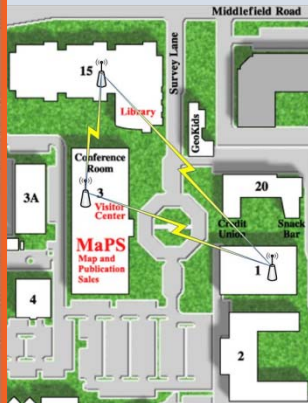 Middlefield Road
15
Library
Survey Lane
GeoKids
Conference
Room
3
Visitor
Center
3A
MaPS
Map and
Publication
Sales
20
Credit
Union
Snack
Bar
1
4
2